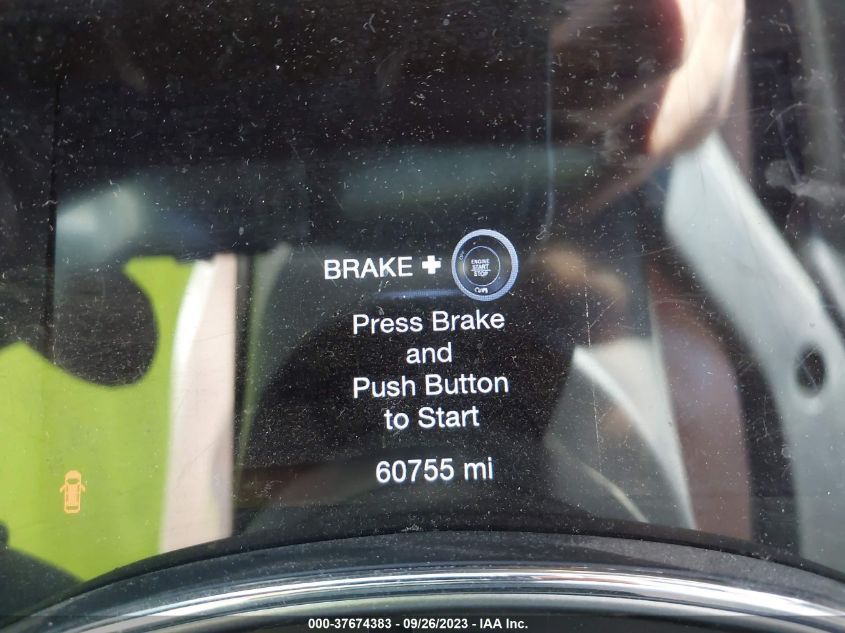 BRAKE +
ENGINE
START
STOP
Press Brake
and
Push Button
to Start
60755 mi
000-37674383 - 09/26/2023 - IAA Inc.